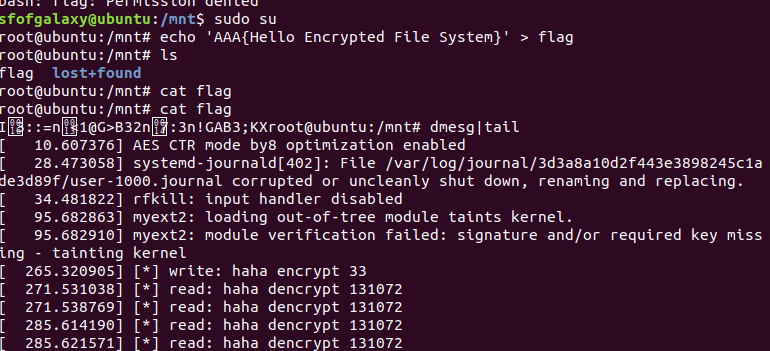 bash: flag: Permission denied
sfofgalaxy@ubuntu:/mnt$ sudo su
root@ubuntu:/mnt# echo 'AAA{Hello Encrypted File System}' > flag
root@ubuntu:/mnt# ls
flag  lost+found
root@ubuntu:/mnt# cat flag
root@ubuntu:/mnt# cat flag
::=n 1@G>B32n :3n!GAB3;KXroot@ubuntu:/mnt# dmesg|tail
[   10.607376] AES CTR mode by8 optimization enabled
[   28.473058] systemd-journald[402]: File /var/log/journal/3d3a8a10d2f443e3898245c1a
de3d89f/user-1000.journal corrupted or uncleanly shut down, renaming and replacing.
[   34.481822] rfkill: input handler disabled
[   95.682863] myext2: loading out-of-tree module taints kernel.
[   95.682910] myext2: module verification failed: signature and/or required key miss
ing - tainting kernel
[  265.320905] [*] write: haha encrypt 33
[  271.531038] [*] read: haha dencrypt 131072
[  271.538769] [*] read: haha dencrypt 131072
[  285.614190] [*] read: haha dencrypt 131072
[  285.621571] [*] read: haha dencrypt 131072